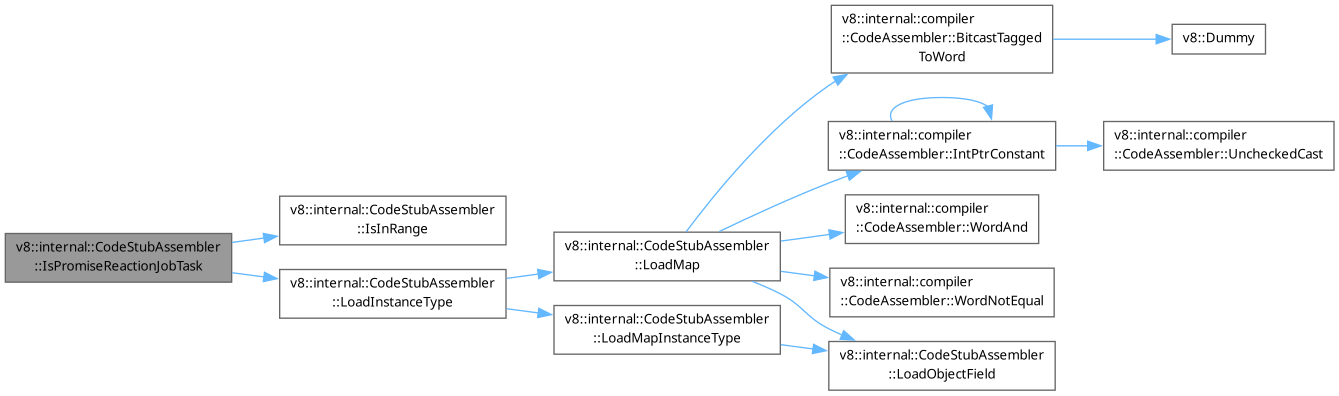 v8::internal::CodeStubAssembler
::IsPromiseReactionJobTask
v8::internal::CodeStubAssembler
::IsInRange
v8::internal::CodeStubAssembler
::LoadInstanceType
v8::internal::CodeStubAssembler
::LoadMap
v8::internal::CodeStubAssembler
::LoadMapInstanceType
v8::internal::compiler
::CodeAssembler::BitcastTagged
ToWord
v8::Dummy
v8::internal::compiler
::CodeAssembler::IntPtrConstant
v8::internal::compiler
::CodeAssembler::UncheckedCast
v8::internal::compiler
::CodeAssembler::WordAnd
v8::internal::compiler
::CodeAssembler::WordNotEqual
v8::internal::CodeStubAssembler
::LoadObjectField